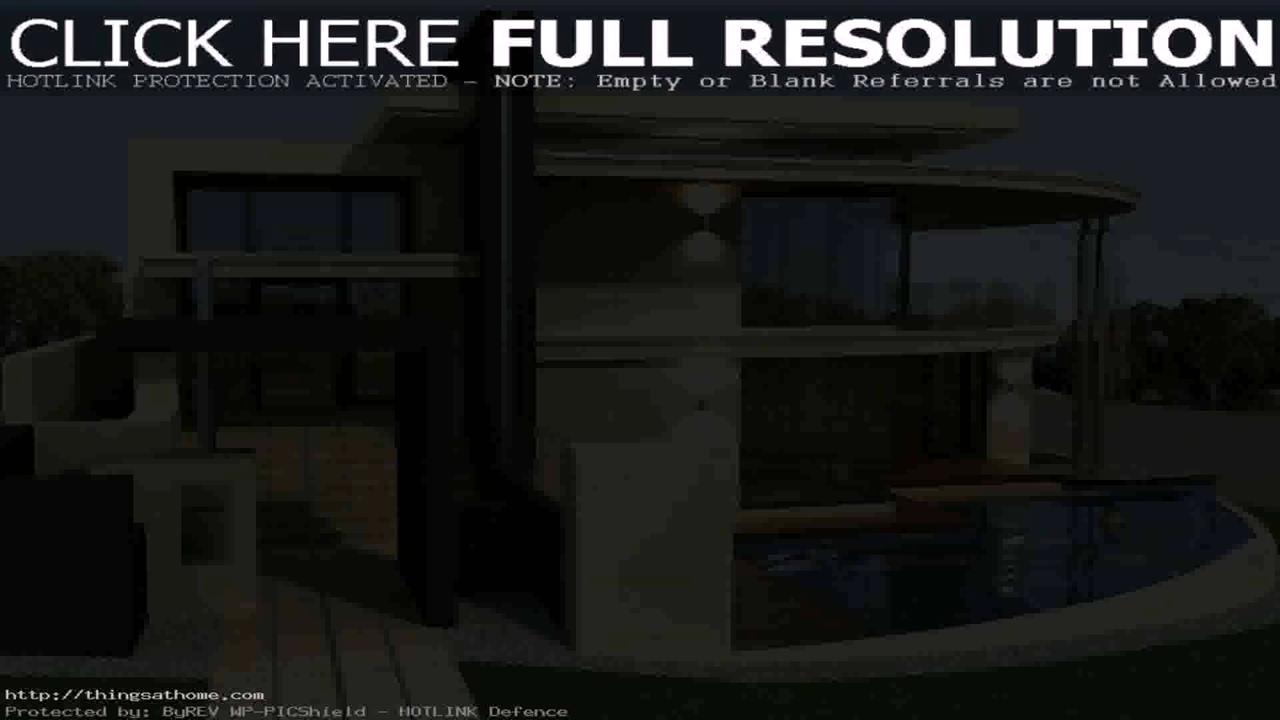 CLICK HERE FULL RESOLUTION
HOTLINK PROTECTION ACTIVATED - NOTE: Empty or Blank Referrals are not Allowed
http://thingsathome.com
Protected by: ByREV WP-PICShield - HOTLINK Defence